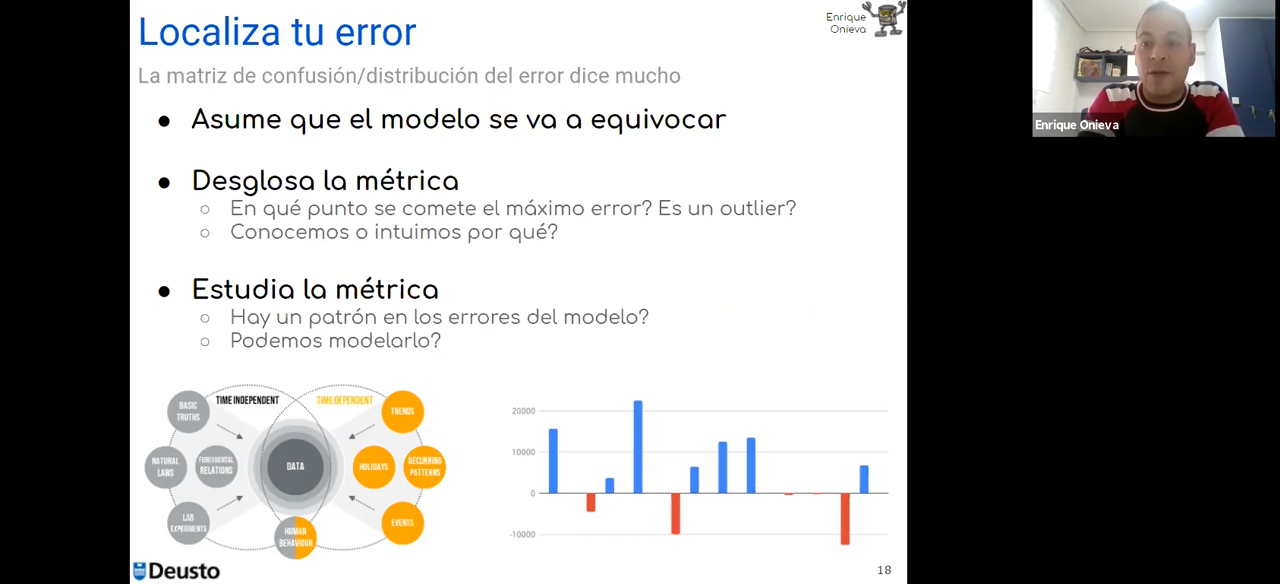 Localiza tu error
Enrique
Onieva
La matriz de confusión/distribución del error dice mucho
● Asume que el modelo se va a equivocar
● Desglosa la métrica
○ En qué punto se comete el máximo error? Es un outlier?
○ Conocemos o intuimos por qué?
● Estudia la métrica
○ Hay un patrón en los errores del modelo?
○ Podemos modelarlo?
TIME INDEPENDENT
TIME DEPENDENT
BASIC
TRUTHS
NATURAL
LAWS
FUNDAMENTAL
RELATIONS
LAB
EXPERIMENTS
DATA
HUMAN
BEHAVIOUR
TRENDS
HOLIDAYS
RECURRING
PATTERNS
EVENTS
20000
10000
0
-10000
Deusto
18
Enrique Onieva